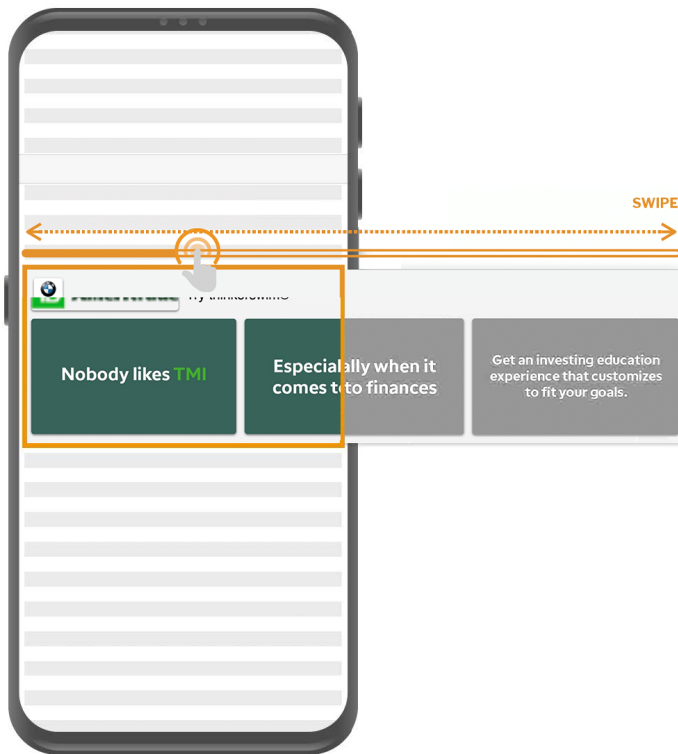 SWIPE
Nobody likes TMI
Especialally when it
comes to to finances
Get an investing education
experience that customizes
to fit your goals.